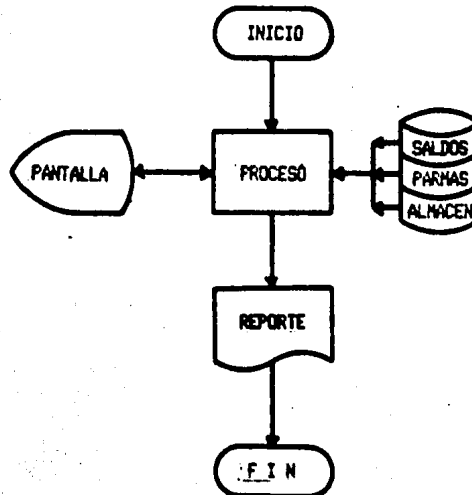 INICIO
PANTALLA
PROCESO
SALDOS
PARMAS
ALMACEN
REPORTE
F I N